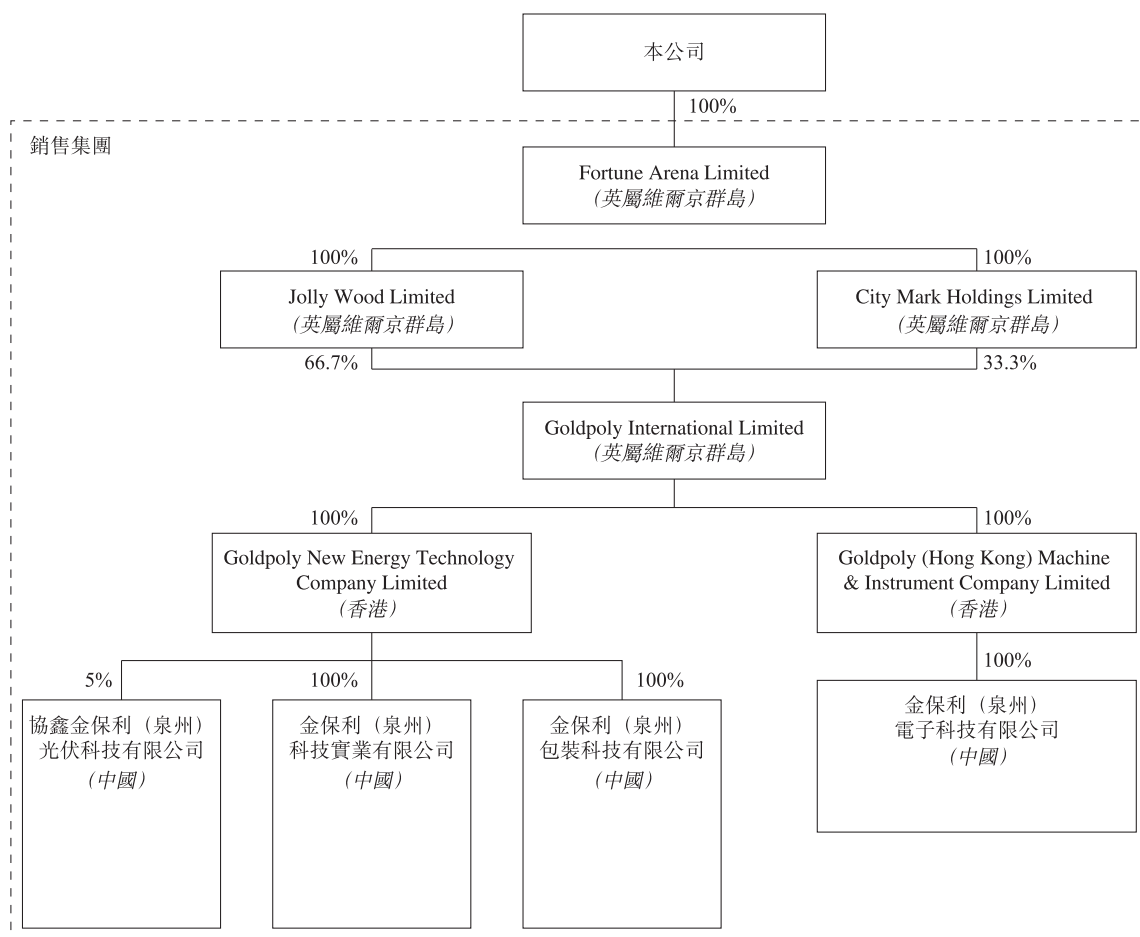 本公司
100%
銷售集團
Fortune Arena Limited
（英屬維爾京群島）
100%
100%
Jolly Wood Limited
（英屬維爾京群島）
City Mark Holdings Limited
（英屬維爾京群島）
66.7%
33.3%
Goldpoly International Limited
（英屬維爾京群島）
100%
100%
Goldpoly New Energy Technology
Company Limited
（香港）
Goldpoly (Hong Kong) Machine
& Instrument Company Limited
（香港）
5%
100%
100%
100%
協鑫金保利（泉州）
光伏科技有限公司
（中國）
金保利（泉州）
科技實業有限公司
（中國）
金保利（泉州）
包裝科技有限公司
（中國）
金保利（泉州）
電子科技有限公司
（中國）